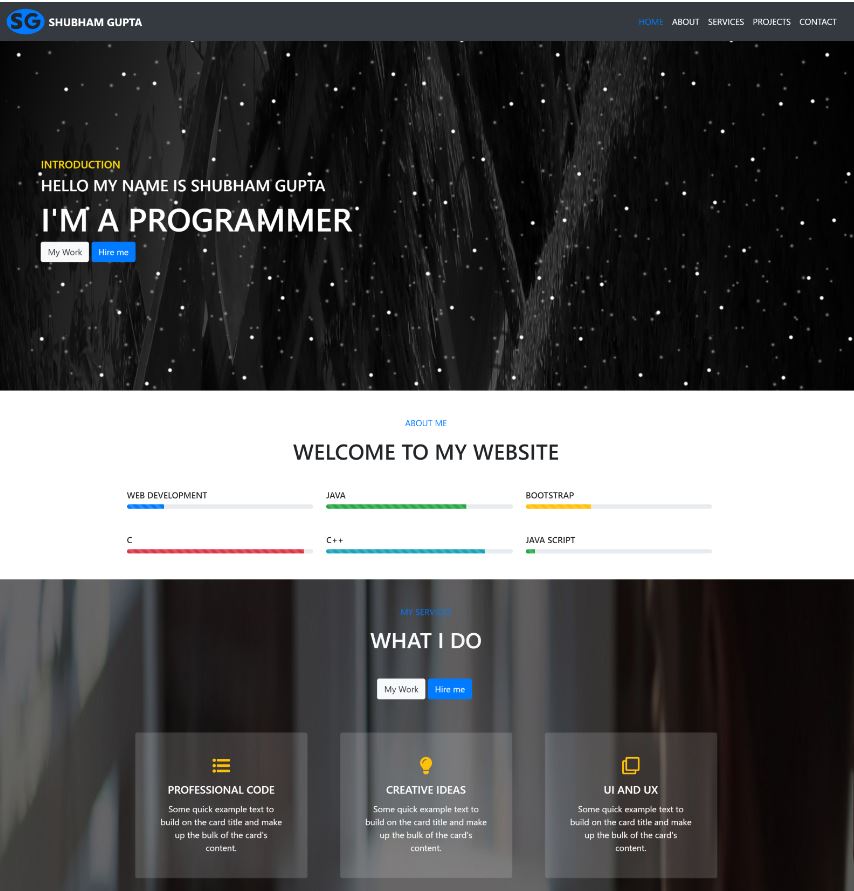 SG SHUBHAM GUPTA
HOME ABOUT SERVICES PROJECTS CONTACT
INTRODUCTION
HELLO MY NAME IS SHUBHAM GUPTA
I'M A PROGRAMMER
My Work Hire me
ABOUT ME
WELCOME TO MY WEBSITE
WEB DEVELOPMENT JAVA BOOTSTRAP
C C++ JAVA SCRIPT
MY SERVICES
WHAT I DO
My Work Hire me
PROFESSIONAL CODE
Some quick example text to
build on the card title and make
up the bulk of the card's
content.
CREATIVE IDEAS
Some quick example text to
build on the card title and make
up the bulk of the card's
content.
UI AND UX
Some quick example text to
build on the card title and make
up the bulk of the card's
content.